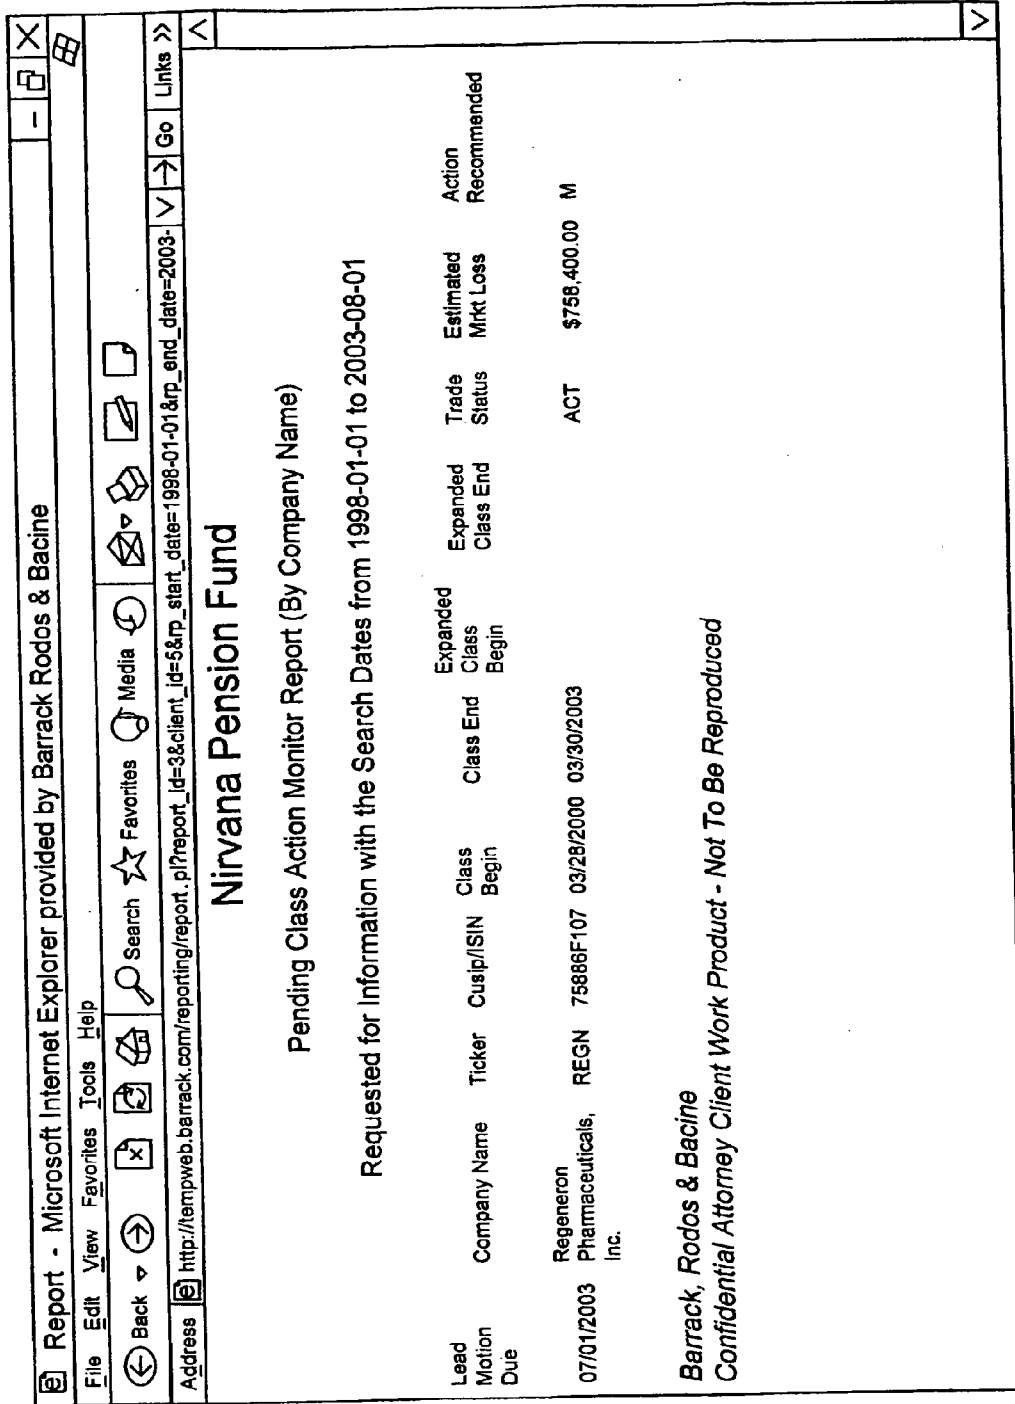 Report - Microsoft Internet Explorer provided by Barrack Rodos & Bacine
File Edit View Favorites Tools Help
Back Search Favorites Media
Address http://tempweb.barrack.com/reporting/report.pl?report_id=3&client_id=5&rp_start_date=1998-01-01&rp_end_date=2003- Go Links >>
Nirvana Pension Fund
Pending Class Action Monitor Report (By Company Name)
Requested for Information with the Search Dates from 1998-01-01 to 2003-08-01
Lead Motion Due Company Name Ticker Cusip/ISIN Class Begin Class End Expanded Class Begin Expanded Class End Trade Status Estimated Mrkt Loss Action Recommended
07/01/2003 Regeneron Pharmaceuticals, Inc. REGN 75886F107 03/28/2000 03/30/2003 ACT $758,400.00 M
Barrack, Rodos & Bacine
Confidential Attorney Client Work Product - Not To Be Reproduced